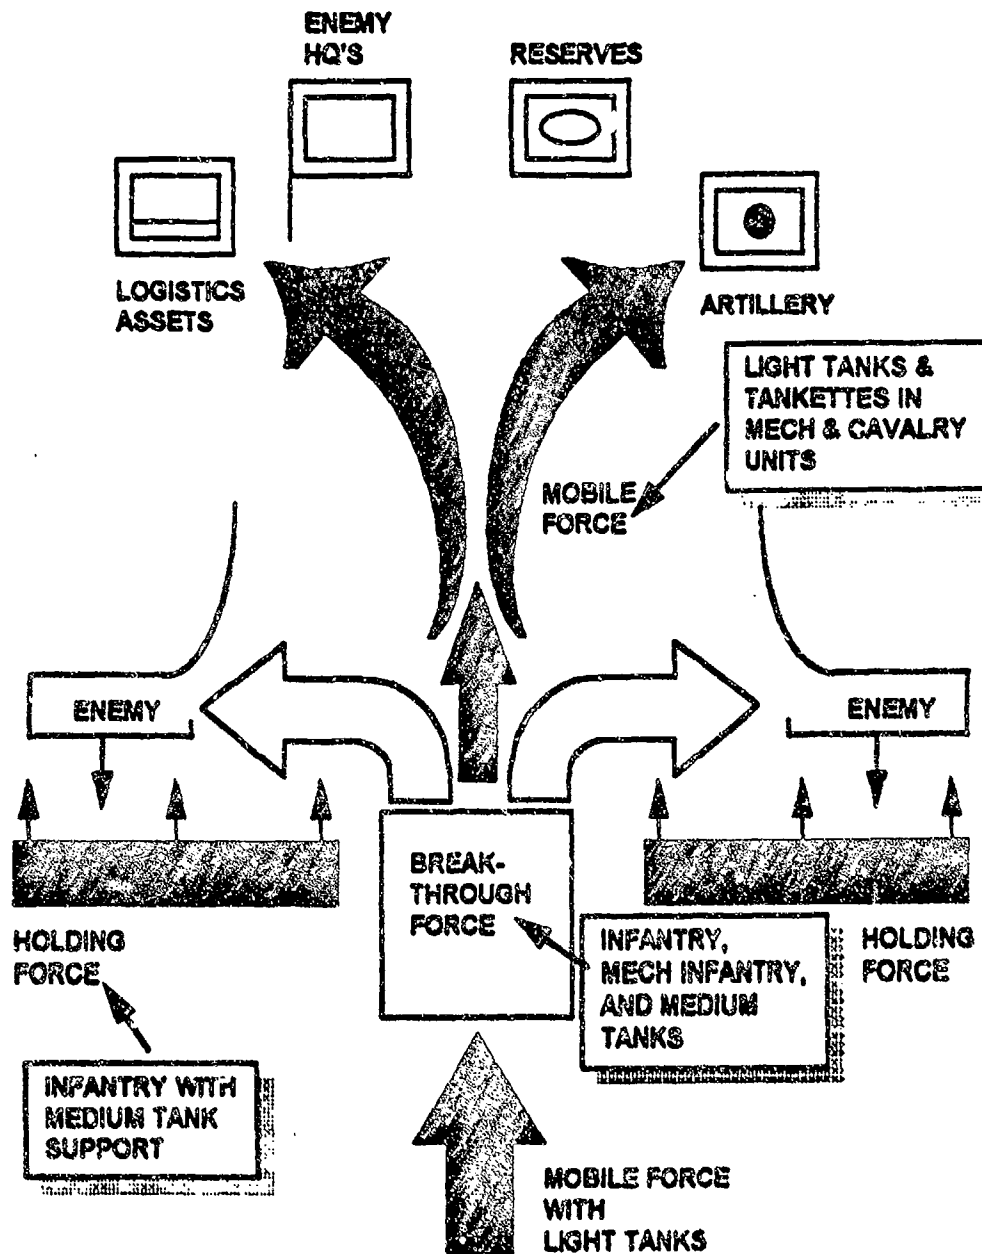 ENEMY
HQ'S
RESERVES
LOGISTICS
ASSETS
ARTILLERY
LIGHT TANKS &
TANKETTES IN
MECH & CAVALRY
UNITS
MOBILE
FORCE
ENEMY
ENEMY
BREAK-
THROUGH
FORCE
HOLDING
FORCE
INFANTRY,
MECH INFANTRY,
AND MEDIUM
TANKS
HOLDING
FORCE
INFANTRY WITH
MEDIUM TANK
SUPPORT
MOBILE FORCE
WITH
LIGHT TANKS